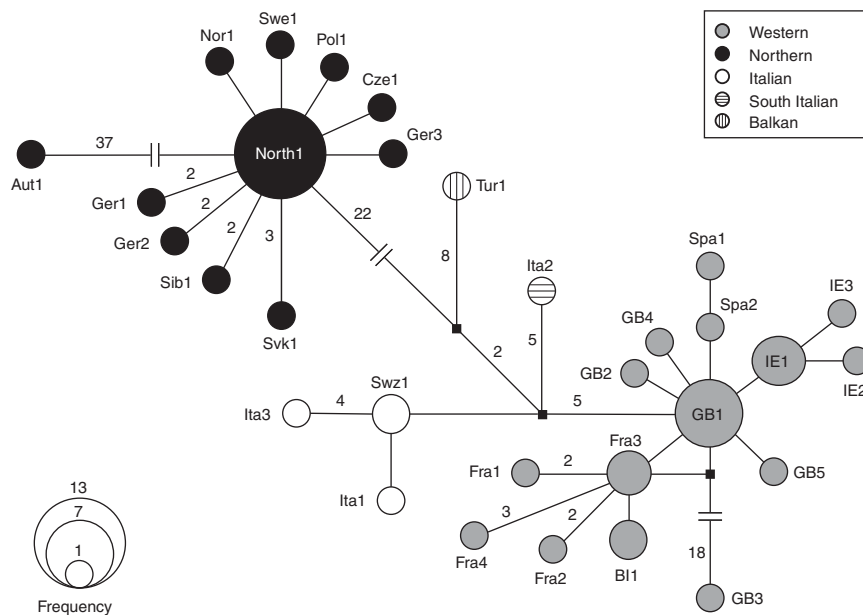 Swe1
Nor1
Pol1
Cze1
Ger3
North1
37
Aut1
2
Ger1
2
Ger2
2
Sib1
3
Svk1
22
Tur1
8
Ita2
5
2
Swz1
4
Ita3
Ita1
5
Spa1
Spa2
GB4
GB2
IE3
IE1
IE2
GB1
GB5
Fra3
Fra1
2
3
Fra4
2
Fra2
BI1
18
GB3
Western
Northern
Italian
South Italian
Balkan
13
7
1
Frequency